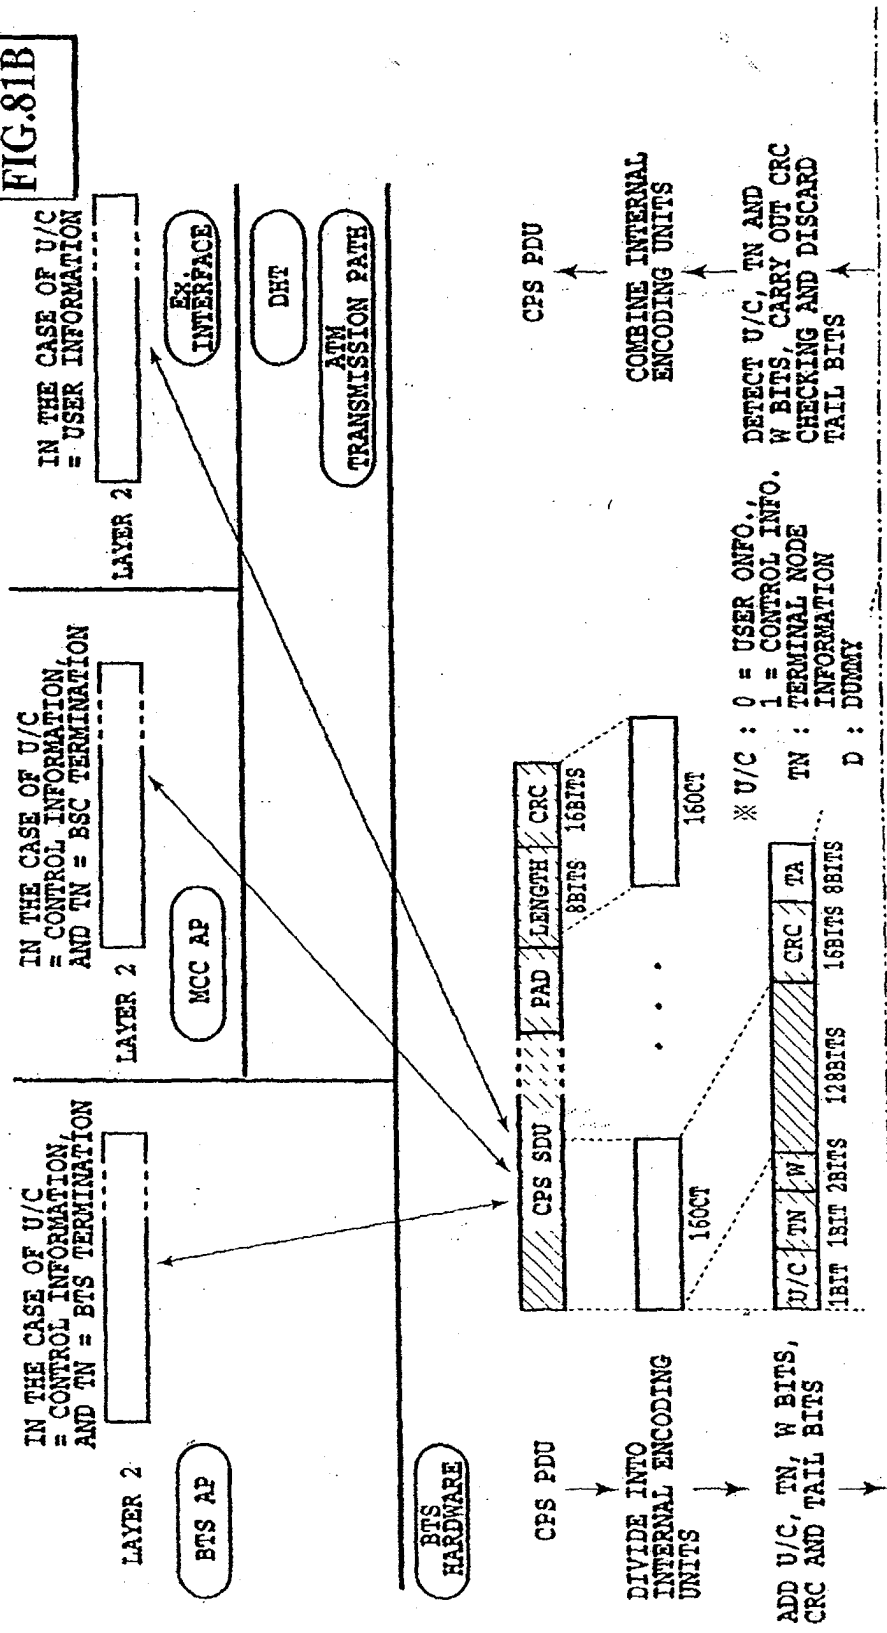 FIG.81B
IN THE CASE OF U/C
= CONTROL INFORMATION,
AND TN = BTS TERMINATION
LAYER 2
BTS AP
IN THE CASE OF U/C
= CONTROL INFORMATION,
AND TN = BSC TERMINATION
LAYER 2
MCC AP
IN THE CASE OF U/C
= USER INFORMATION
LAYER 2
EX.
INTERFACE
DHT
ATM
TRANSMISSION PATH
BTS
HARDWARE
CPS PDU
DIVIDE INTO
INTERNAL ENCODING
UNITS
ADD U/C, TN, W BITS,
CRC AND TAIL BITS
CPS SDU
PAD
LENGTH
CRC
8BITS
16BITS
16OCT
16OCT
U/C
TN
W
CRC
TA
1BIT
1BIT
2BITS
128BITS
16BITS
8BITS
※ U/C : 0 = USER ONFO.,
1 = CONTROL INFO.
TN : TERMINAL NODE
INFORMATION
D : DUMMY
CPS PDU
COMBINE INTERNAL
ENCODING UNITS
DETECT U/C, TN AND
W BITS, CARRY OUT CRC
CHECKING AND DISCARD
TAIL BITS